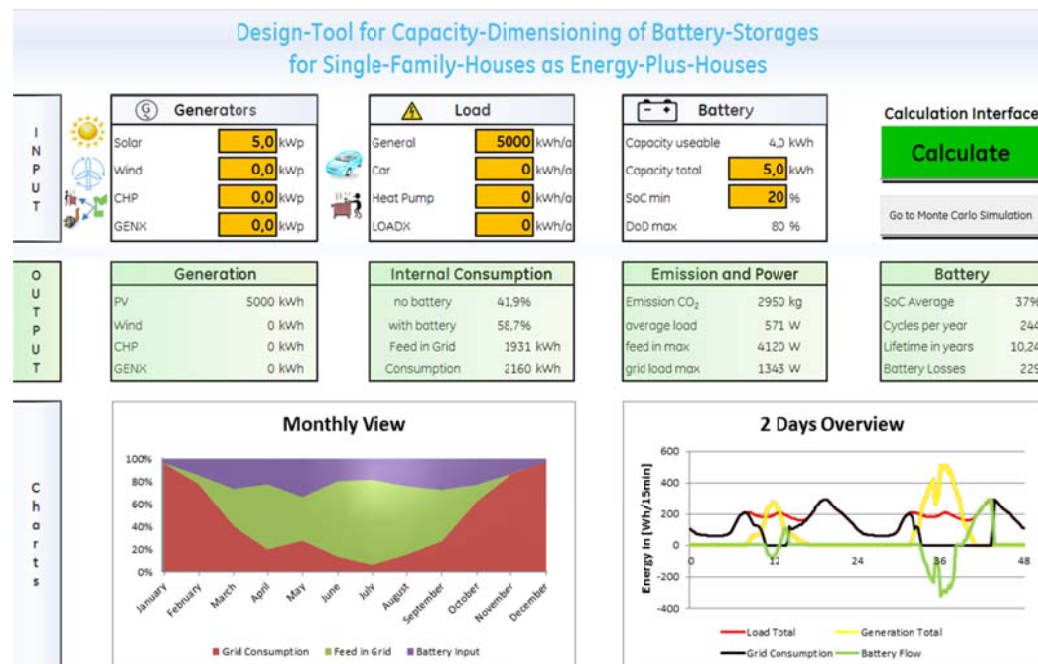 Design-Tool for Capacity-Dimensioning of Battery-Storages
for Single-Family-Houses as Energy-Plus-Houses
INPUT
G Generators
Solar 5,0 kWp
Wind 0,0 kWp
CHP 0,0 kWp
GENX 0,0 kWp
Load
General 5000 kWh/a
Car 0 kWh/a
Heat Pump 0 kWh/a
LOADX 0 kWh/a
Battery
Capacity useable 4,0 kWh
Capacity total 5,0 kWh
SoC min 20 %
DoD max 80 %
Calculation Interface
Calculate
Go to Monte Carlo Simulation
OUTPUT
Generation
PV 5000 kWh
Wind 0 kWh
CHP 0 kWh
GENX 0 kWh
Internal Consumption
no battery 41,9%
with battery 58,7%
Feed in Grid 1931 kWh
Consumption 2160 kWh
Emission and Power
Emission CO₂ 2950 kg
average load 571 W
feed in max 4120 W
grid load max 1343 W
Battery
SoC Average 37%
Cycles per year 244
Lifetime in years 10,24
Battery Losses 229
Charts
Monthly View
100%
80%
60%
40%
20%
0%
January February March April May June July August September October November December
Grid Consumption Feed in Grid Battery Input
2 Days Overview
Energy in [Wh/15min]
600
400
200
0
-200
-400
0 12 24 36 48
Load Total Generation Total
Grid Consumption Battery Flow